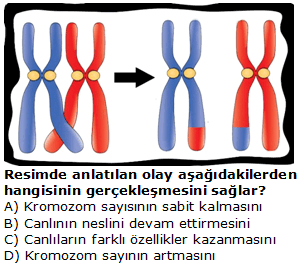 Resimde anlatılan olay aşağıdakilerden
hangisinin gerçekleşmesini sağlar?
A) Kromozom sayısının sabit kalmasını
B) Canlının neslini devam ettirmesini
C) Canlıların farklı özellikler kazanmasını
D) Kromozom sayının artmasını